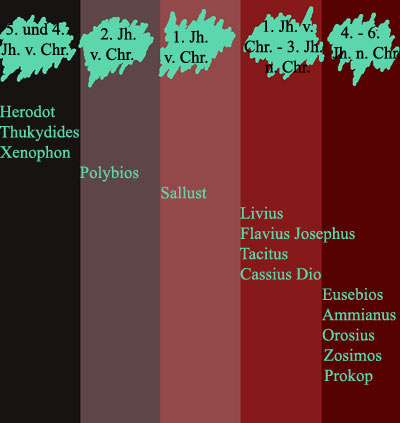 5. und 4.
Jh. v. Chr.
2. Jh.
v. Chr.
1. Jh.
v. Chr.
1. Jh. v.
Chr. - 3. Jh.
n. Chr.
4. - 6.
Jh. n. Chr
Herodot
Thukydides
Xenophon
Polybios
Sallust
Livius
Flavius Josephus
Tacitus
Cassius Dio
Eusebios
Ammianus
Orosius
Zosimos
Prokop